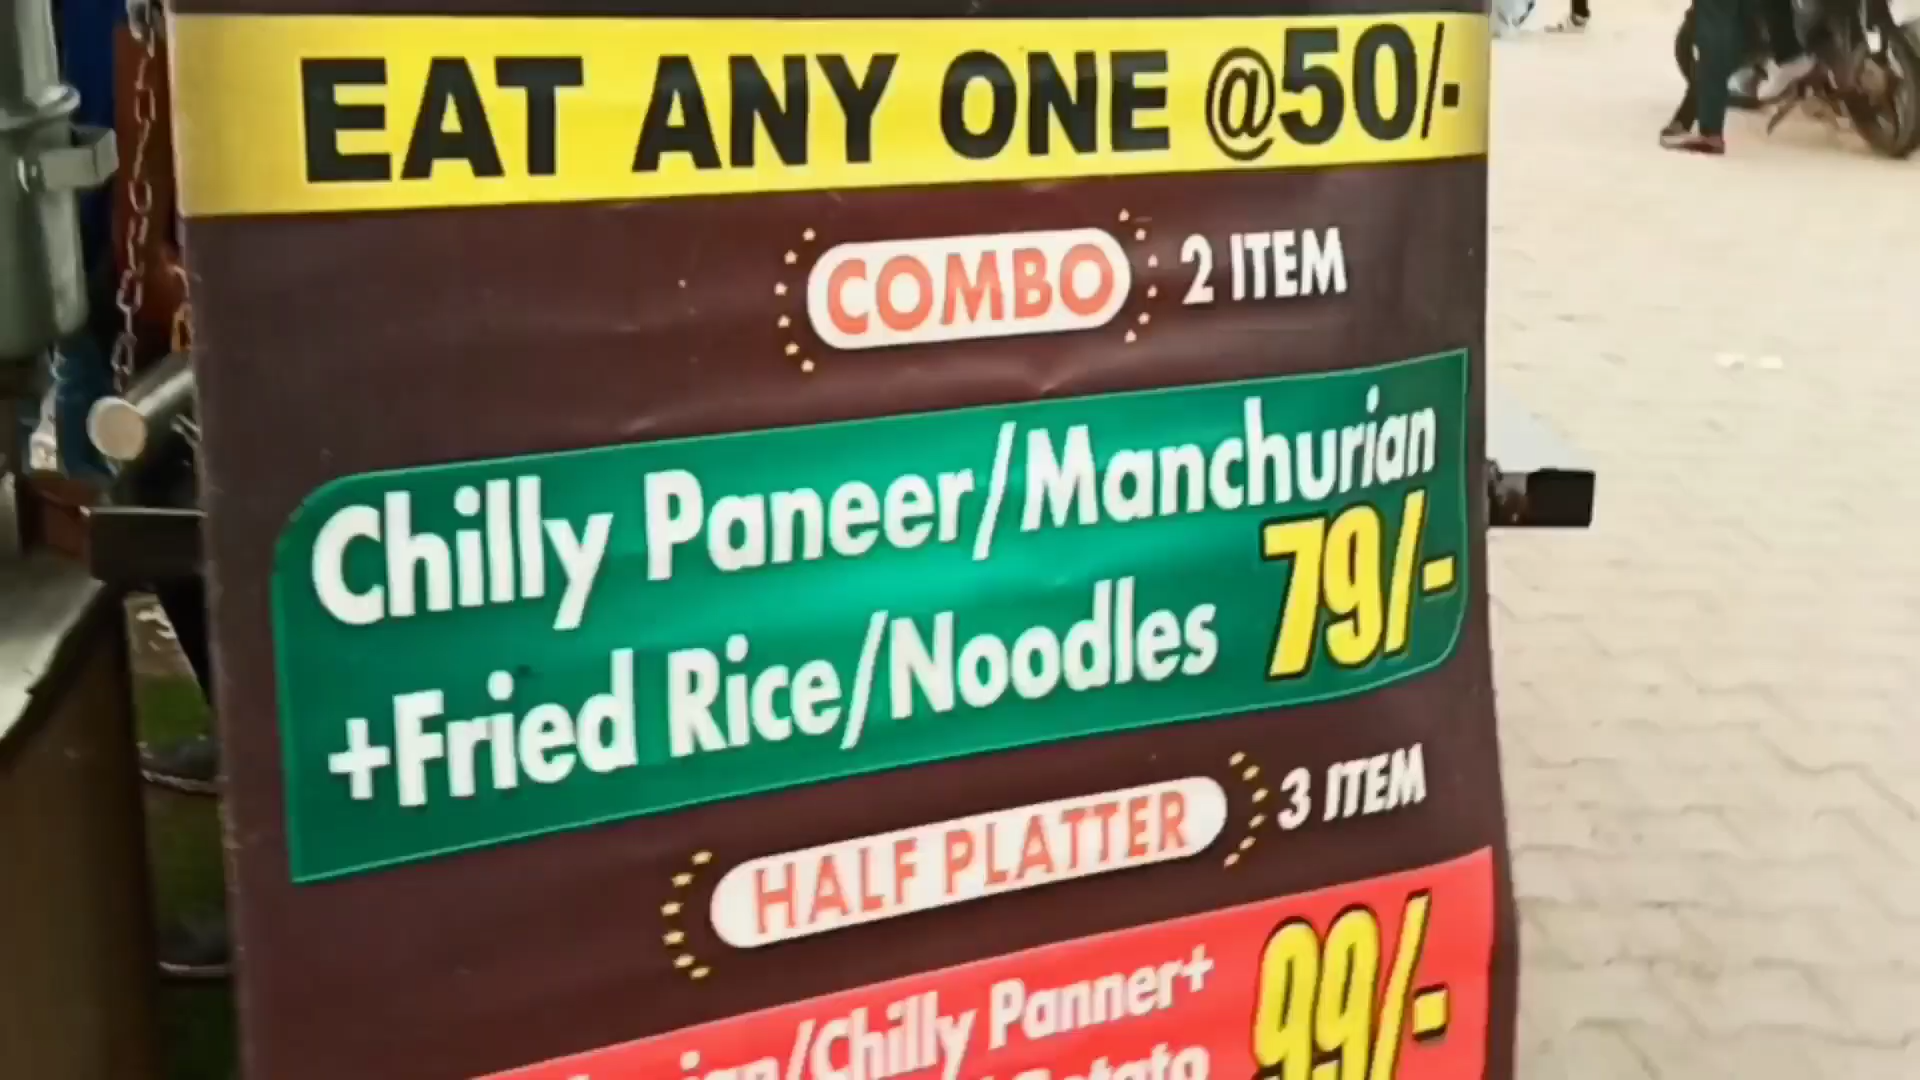 EAT ANY ONE @50/-
COMBO 2 ITEM
Chilly Paneer/Manchurian
+Fried Rice/Noodles 79/-
HALF PLATTER 3 ITEM
/Chilly Panner+
99/-